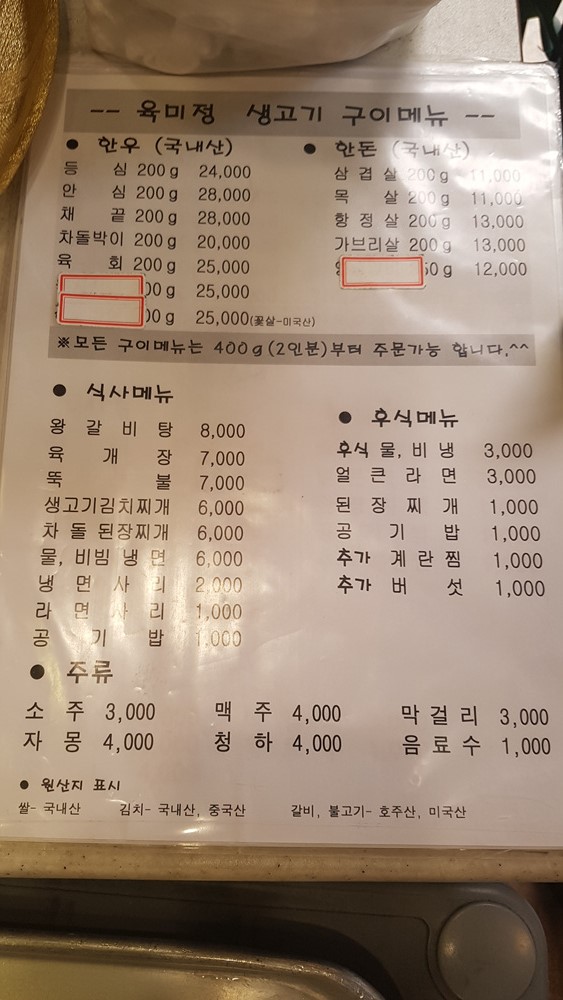 -- 육미정 생고기 구이메뉴 --
● 한우 (국내산)
등 심 200g 24,000
안 심 200g 28,000
채 끝 200g 28,000
차돌박이 200g 20,000
육 회 200g 25,000
00g 25,000
00g 25,000(꽃살-미국산)
● 한돈 (국내산)
삼 겹 살 200g 11,000
목 살 200g 11,000
항 정 살 200g 13,000
가브리살 200g 13,000
50g 12,000
※모든 구이메뉴는 400g(2인분)부터 주문가능 합니다.^^
● 식사메뉴
왕 갈 비 탕 8,000
육 개 장 7,000
뚝 불 7,000
생고기김치찌개 6,000
차 돌 된장찌개 6,000
물, 비빔 냉 면 6,000
냉 면 사 리 2,000
라 면 사 리 1,000
공 기 밥 1,000
● 후식메뉴
후식 물, 비 냉 3,000
얼 큰 라 면 3,000
된 장 찌 개 1,000
공 기 밥 1,000
추가 계 란 찜 1,000
추가 버 섯 1,000
● 주류
소 주 3,000 맥 주 4,000 막 걸 리 3,000
자 몽 4,000 청 하 4,000 음 료 수 1,000
● 원산지 표시
쌀- 국내산 김치- 국내산, 중국산 갈비, 불고기- 호주산, 미국산